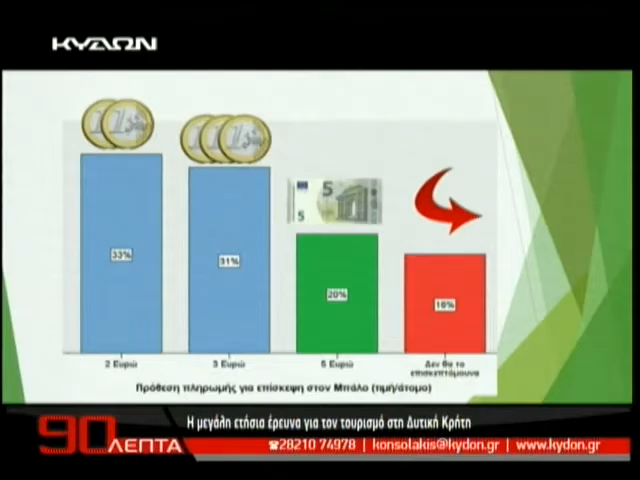 ΚΥΔΩΝ
5
5
33%
31%
20%
16%
2 Ευρώ
3 Ευρώ
5 Ευρώ
Δεν θα το
επισκεπτόμουνα
Πρόθεση πληρωμής για επίσκεψη στον Μπάλο (τιμή/άτομο)
Η μεγάλη ετήσια έρευνα για τον τουρισμό στη Δυτική Κρήτη
90 ΛΕΠΤΑ
☎28210 74978 | konsolakis@kydon.gr | www.kydon.gr